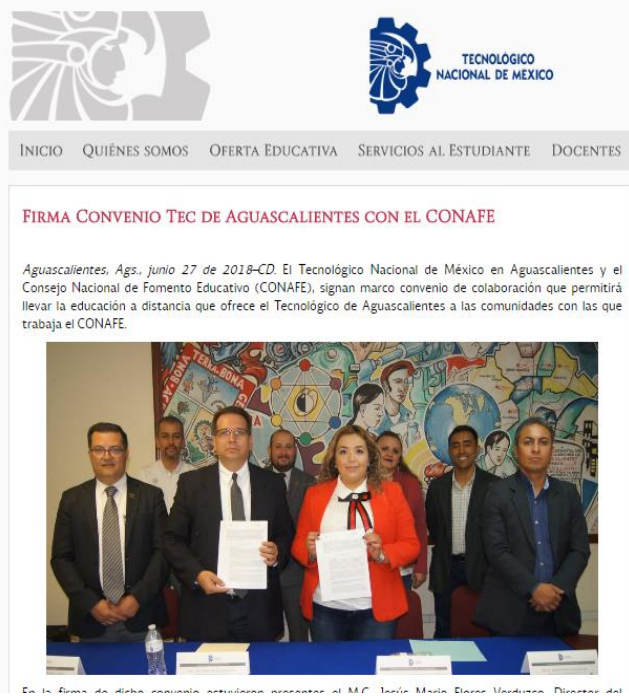 TECNOLÓGICO
NACIONAL DE MÉXICO
INICIO QUIÉNES SOMOS OFERTA EDUCATIVA SERVICIOS AL ESTUDIANTE DOCENTES
FIRMA CONVENIO TEC DE AGUASCALIENTES CON EL CONAFE
Aguascalientes, Ags., junio 27 de 2018–CD. El Tecnológico Nacional de México en Aguascalientes y el
Consejo Nacional de Fomento Educativo (CONAFE), signan marco convenio de colaboración que permitirá
llevar la educación a distancia que ofrece el Tecnológico de Aguascalientes a las comunidades con las que
trabaja el CONAFE.
TERRA·BONA
En la firma de dicho convenio estuvieron presentes el M.C. Jesús Mario Flores Verduzco, Director del